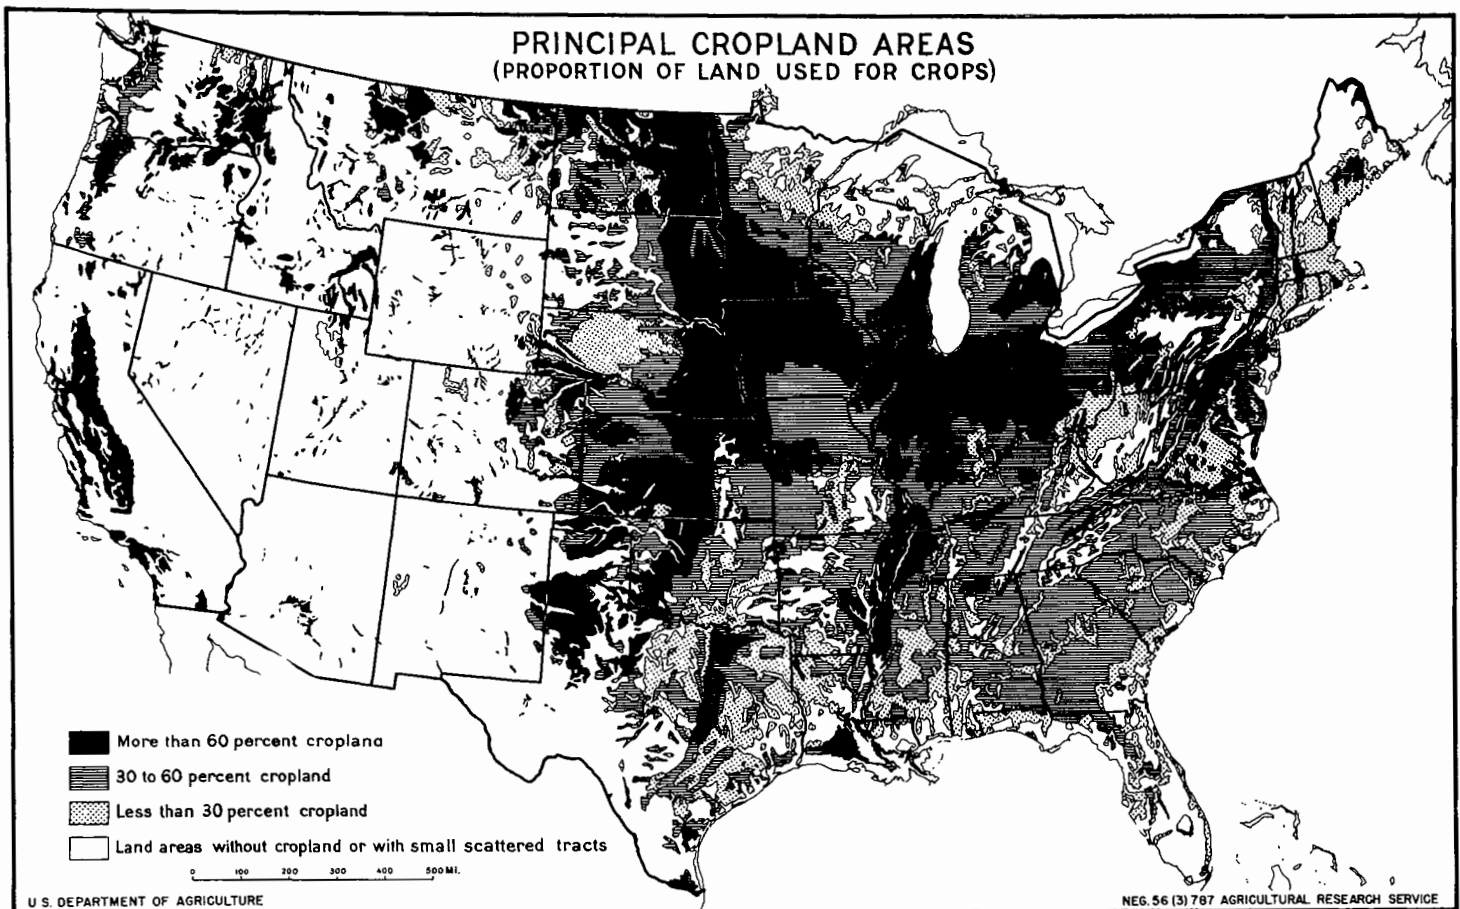 PRINCIPAL CROPLAND AREAS
(PROPORTION OF LAND USED FOR CROPS)
More than 60 percent cropland
30 to 60 percent cropland
Less than 30 percent cropland
Land areas without cropland or with small scattered tracts
0 100 200 300 400 500 MI.
U S. DEPARTMENT OF AGRICULTURE
NEG. 56 (3) 787 AGRICULTURAL RESEARCH SERVICE